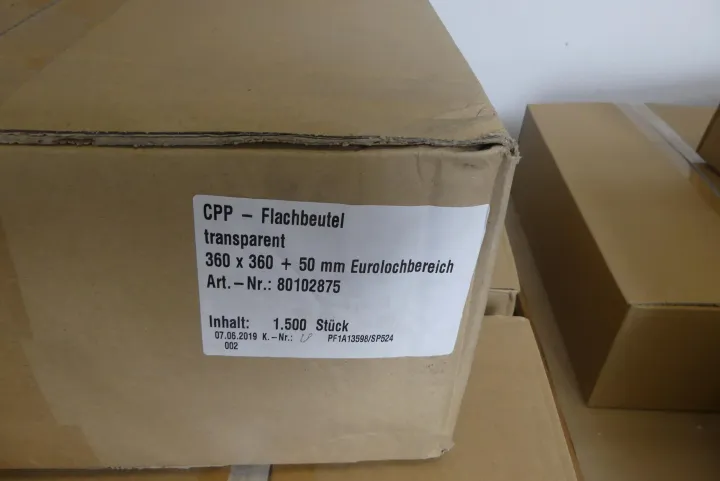 CPP - Flachbeutel
transparent
360 x 360 + 50 mm Eurolochbereich
Art.-Nr.: 80102875
Inhalt: 1.500 Stück
07.06.2019 K.-Nr.: PF1A13598/SP524
002